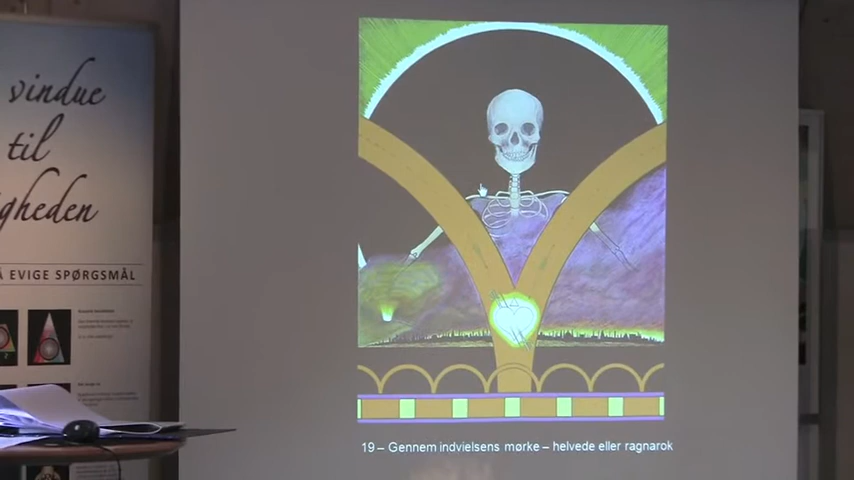 vindue
til
gheden
EVIGE SPØRGSMÅL
19 – Gennem indvielsens mørke – helvede eller ragnarok